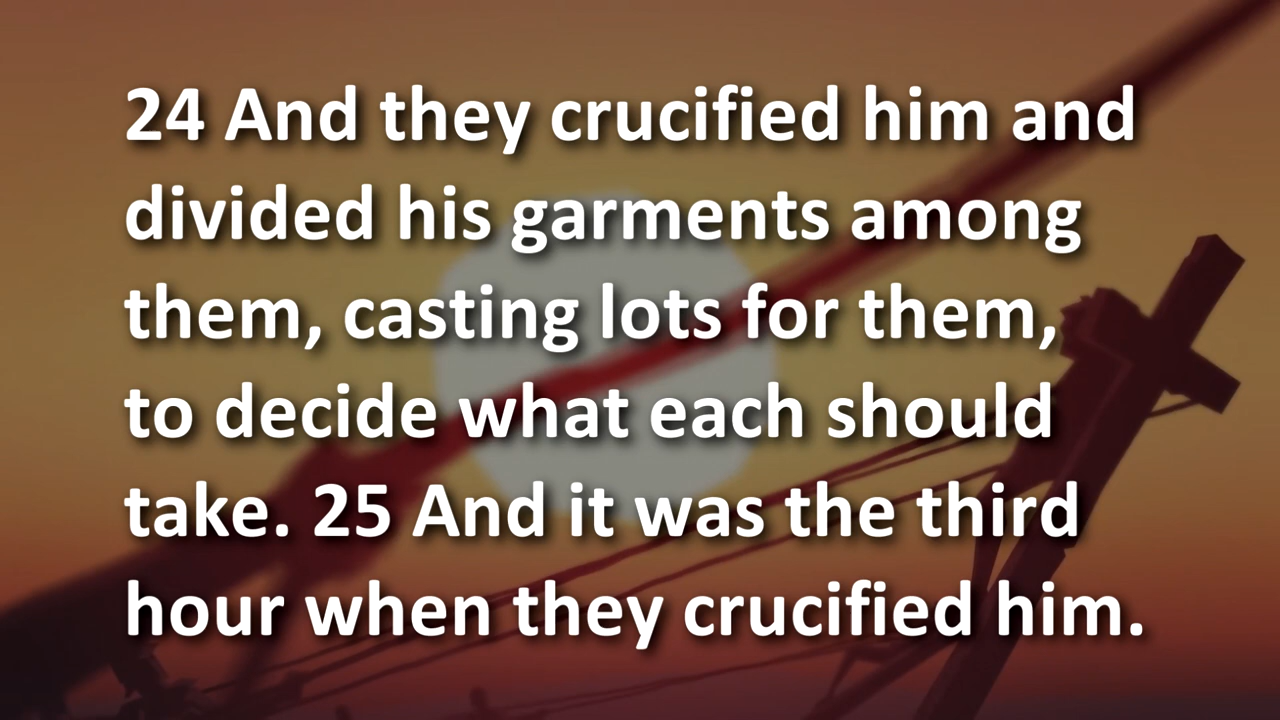 24 And they crucified him and
divided his garments among
them, casting lots for them,
to decide what each should
take. 25 And it was the third
hour when they crucified him.